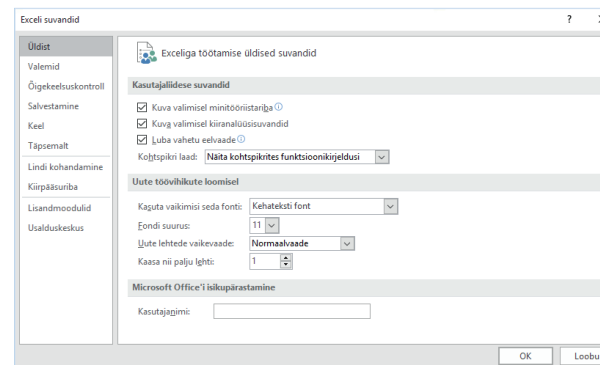 Exceli suvandid ?
Üldist
Valemid
Õigekeelsuskontroll
Salvestamine
Keel
Täpsemalt
Lindi kohandamine
Kiirpääsuriba
Lisandmoodulid
Usalduskeskus
Exceliga töötamise üldised suvandid
Kasutajaliidese suvandid
Kuva valimisel minitööriistariba
Kuva valimisel kiiranalüüsisuvandid
Luba vahetu eelvaade
Kohtspikri laad: Näita kohtspikrites funktsioonikirjeldusi
Uute töövihikute loomisel
Kasuta vaikimisi seda fonti: Kehateksti font
Fondi suurus: 11
Uute lehtede vaikevaade: Normaalvaade
Kaasa nii palju lehti: 1
Microsoft Office'i isikupärastamine
Kasutajanimi:
OK Loobu